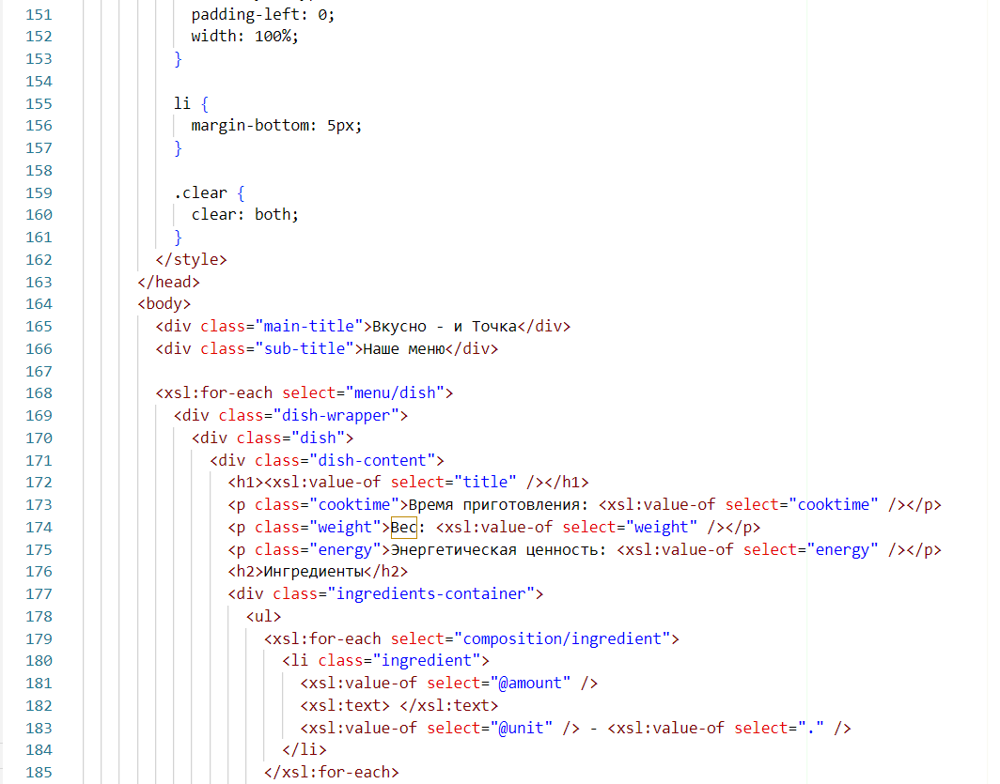 151 padding-left: 0;
152 width: 100%;
153 }
154
155 li {
156 margin-bottom: 5px;
157 }
158
159 .clear {
160 clear: both;
161 }
162 </style>
163 </head>
164 <body>
165 <div class="main-title">Вкусно - и Точка</div>
166 <div class="sub-title">Наше меню</div>
167
168 <xsl:for-each select="menu/dish">
169 <div class="dish-wrapper">
170 <div class="dish">
171 <div class="dish-content">
172 <h1><xsl:value-of select="title" /></h1>
173 <p class="cooktime">Время приготовления: <xsl:value-of select="cooktime" /></p>
174 <p class="weight">Вес: <xsl:value-of select="weight" /></p>
175 <p class="energy">Энергетическая ценность: <xsl:value-of select="energy" /></p>
176 <h2>Ингредиенты</h2>
177 <div class="ingredients-container">
178 <ul>
179 <xsl:for-each select="composition/ingredient">
180 <li class="ingredient">
181 <xsl:value-of select="@amount" />
182 <xsl:text> </xsl:text>
183 <xsl:value-of select="@unit" /> - <xsl:value-of select="." />
184 </li>
185 </xsl:for-each>